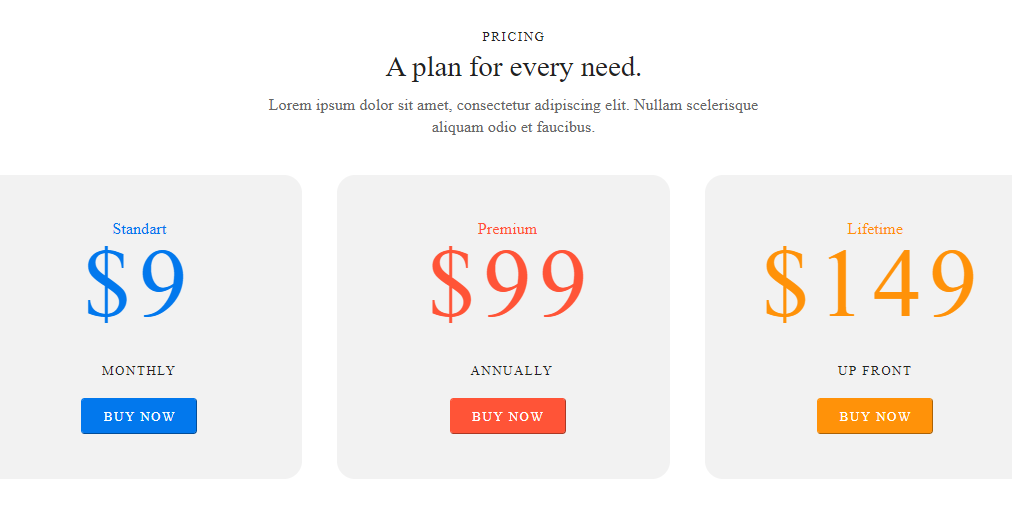 PRICING
A plan for every need.
Lorem ipsum dolor sit amet, consectetur adipiscing elit. Nullam scelerisque
aliquam odio et faucibus.
Standart
$9
MONTHLY
BUY NOW
Premium
$99
ANNUALLY
BUY NOW
Lifetime
$149
UP FRONT
BUY NOW